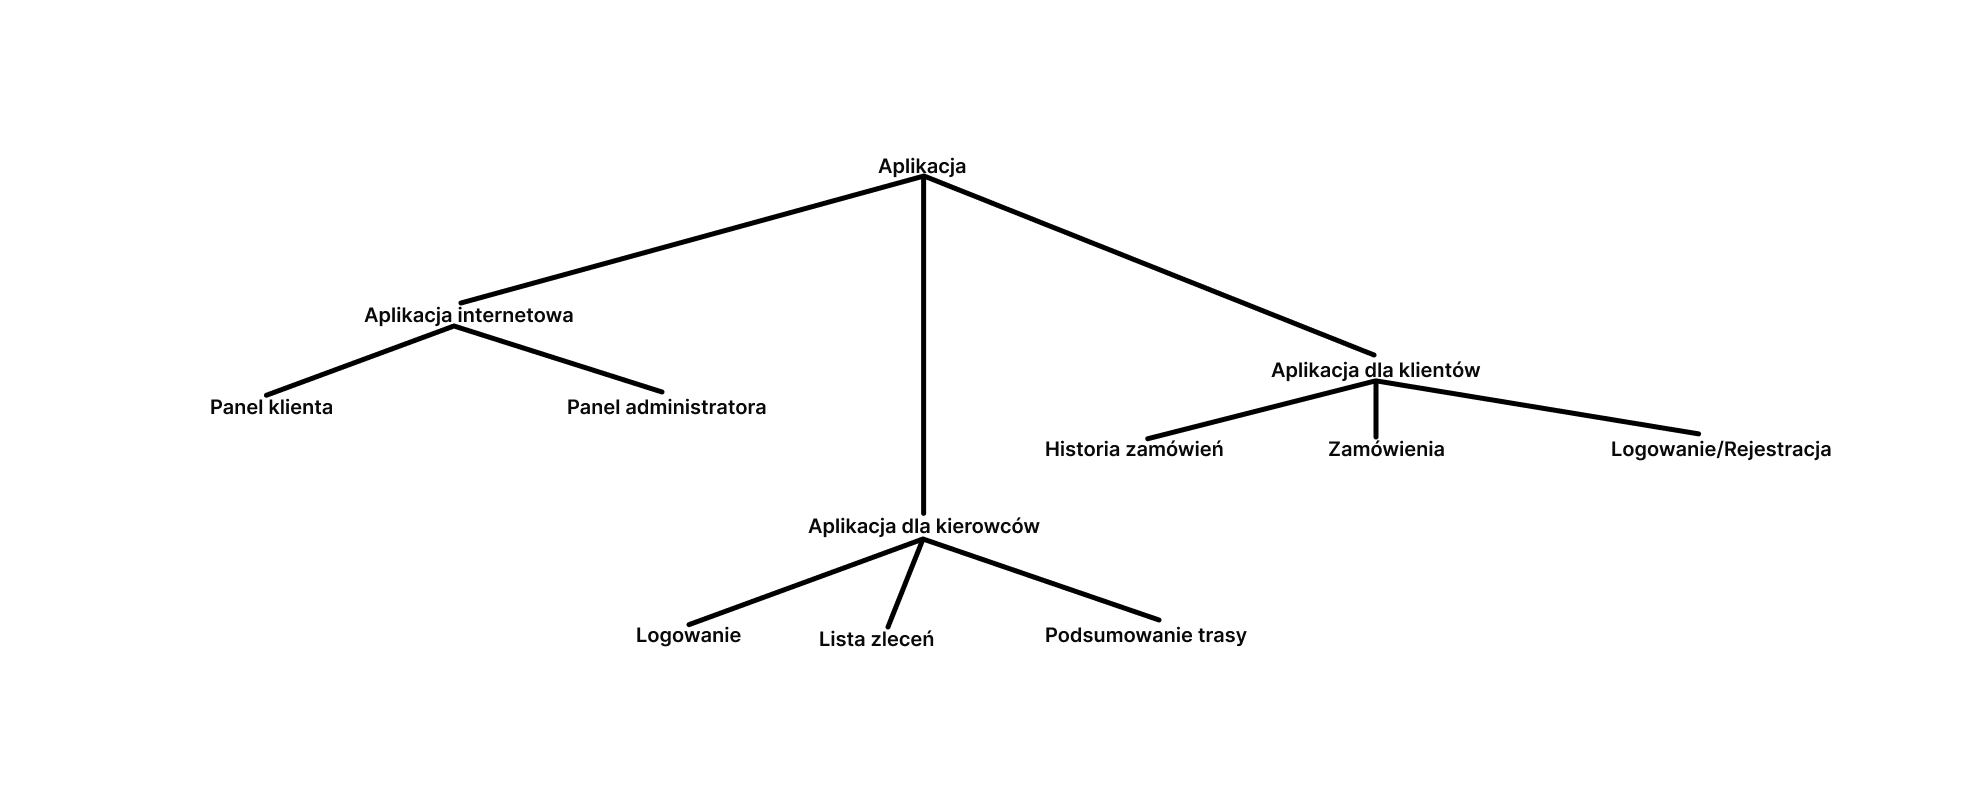 Aplikacja
Aplikacja internetowa
Panel klienta
Panel administratora
Aplikacja dla klientów
Historia zamówień
Zamówienia
Logowanie/Rejestracja
Aplikacja dla kierowców
Logowanie
Lista zleceń
Podsumowanie trasy